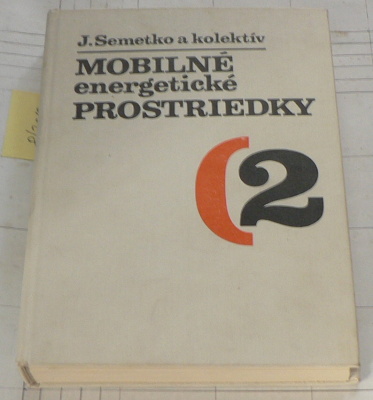 J. Semetko a kolektív
MOBILNÉ
energetické
PROSTRIEDKY
(2